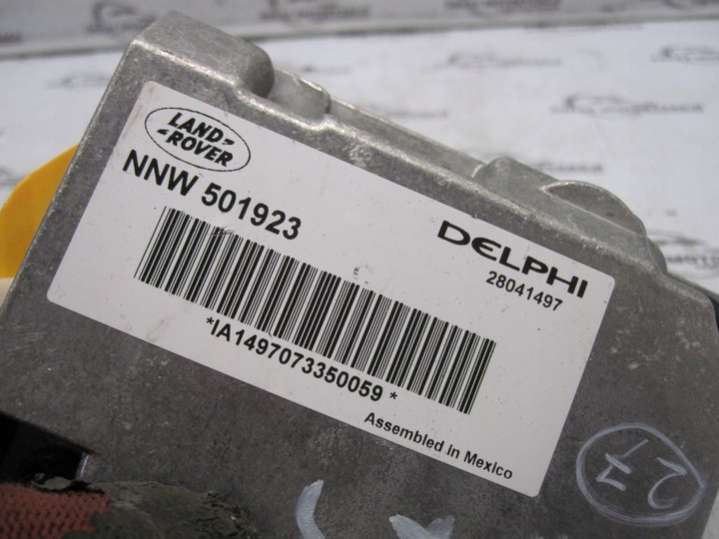 LAND-
-ROVER
NNW 501923
DELPHI
28041497
*IA1497073350059*
Assembled in Mexico
27